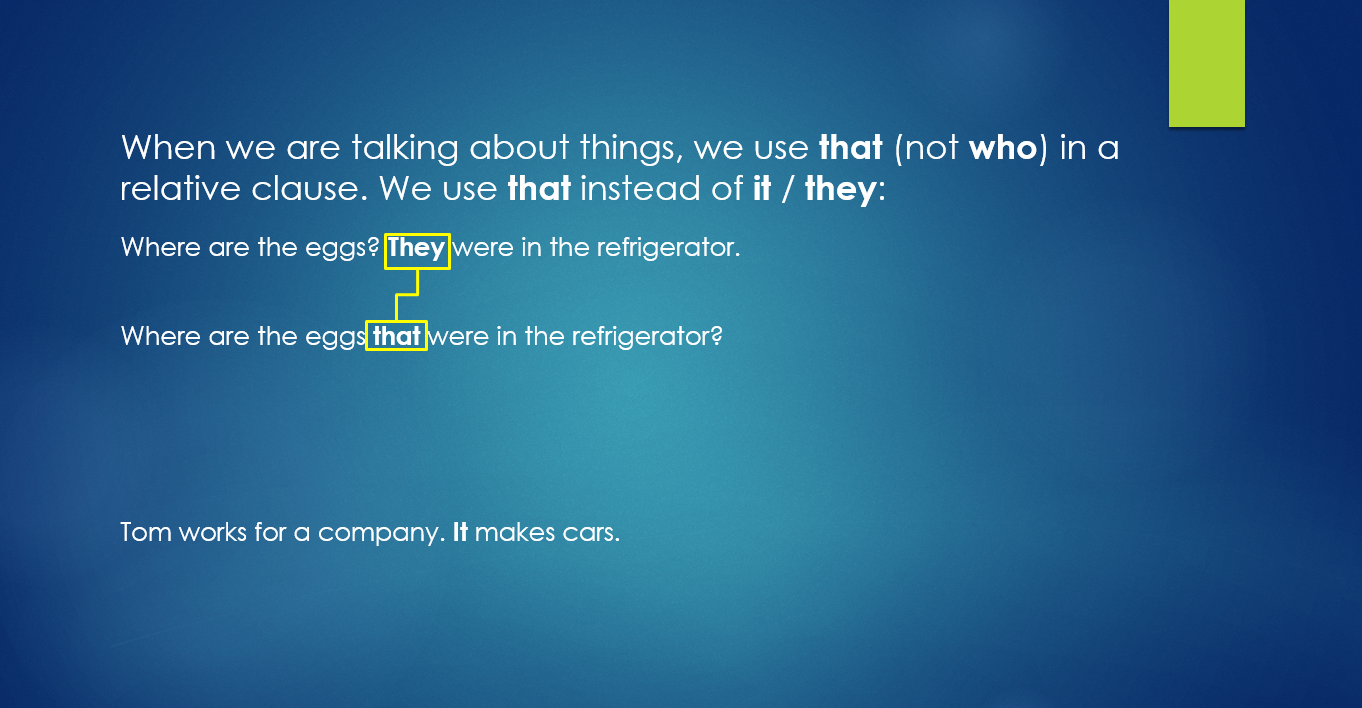 When we are talking about things, we use that (not who) in a
relative clause. We use that instead of it / they:
Where are the eggs? They were in the refrigerator.
Where are the eggs that were in the refrigerator?
Tom works for a company. It makes cars.